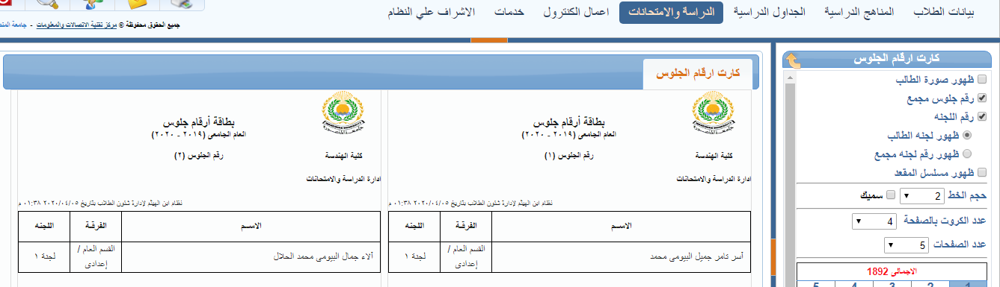 بيانات الطلاب
المناهج الدراسية
الجداول الدراسية
الدراسة والامتحانات
اعمال الكنترول
خدمات
الاشراف علي النظام
جميع الحقوق محفوظة © مركز تقنية الاتصالات والمعلومات - جامعة
كارت ارقام الجلوس
ظهور صورة الطالب
رقم جلوس مجمع
رقم اللجنه
ظهور لجنه الطالب
ظهور رقم لجنه مجمع
ظهور مسلسل المقعد
حجم الخط 2 سميك
عدد الكروت بالصفحة 4
عدد الصفحات 5
الاجمالي 1892
1 2 3 4 5
كارت ارقام الجلوس
بطاقة أرقام جلوس
العام الجامعى (٢٠١٩ - ٢٠٢٠)
كلية الهندسة
رقم الجلوس (١)
ادارة الدراسة والامتحانات
نظام ابن الهيثم لإدارة شئون الطلاب بتاريخ ٢٠٢٠/٠٤/٠٥ ٠١:٣٨ م
الاسم الفرقة اللجنه
آسر تامر جميل البيومى محمد القسم العام / إعدادى لجنة ١
بطاقة أرقام جلوس
العام الجامعى (٢٠١٩ - ٢٠٢٠)
كلية الهندسة
رقم الجلوس (٢)
ادارة الدراسة والامتحانات
نظام ابن الهيثم لإدارة شئون الطلاب بتاريخ ٢٠٢٠/٠٤/٠٥ ٠١:٣٨ م
الاسم الفرقة اللجنه
آلاء جمال البيومى محمد الحلال القسم العام / إعدادى لجنة ١